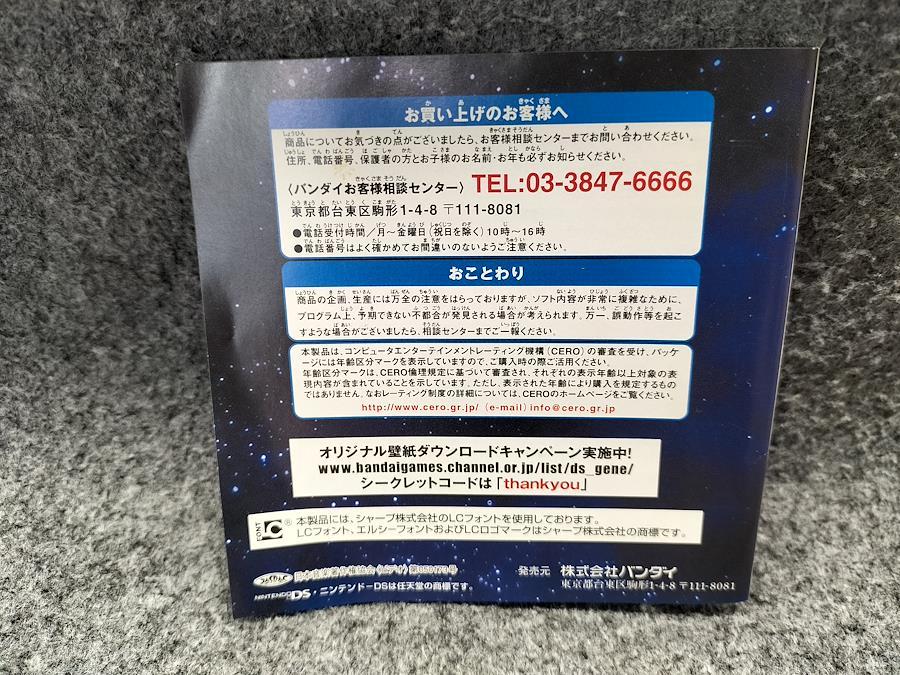 お買い上げのお客様へ
商品についてお気づきの点がございましたら、お客様相談センターまでお問い合わせください。
住所、電話番号、保護者の方とお子様のお名前・お年も必ずお知らせください。
〈バンダイお客様相談センター〉 TEL:03-3847-6666
東京都台東区駒形1-4-8 〒111-8081
●電話受付時間/月〜金曜日(祝日を除く)10時〜16時
●電話番号はよく確かめてお間違いのないようご注意ください。
おことわり
商品の企画、生産には万全の注意をはらっておりますが、ソフト内容が非常に複雑なために、
プログラム上、予期できない不都合が発見される場合が考えられます。万一、誤動作等を起こ
すような場合がございましたら、相談センターまでご一報ください。
本製品は、コンピュータエンターテインメントレーティング機構(CERO)の審査を受け、パッケ
ージには年齢区分マークを表示していますので、ご購入時の際ご活用ください。
年齢区分マークは、CERO倫理規定に基づいて審査され、それぞれの表示年齢以上対象の表
現内容が含まれていることを示しています。ただし、表示された年齢により購入を規定するもの
ではありません。なおレーティング制度の詳細については、CEROのホームページをご覧ください。
http://www.cero.gr.jp/ (e-mail) info@cero.gr.jp
オリジナル壁紙ダウンロードキャンペーン実施中!
www.bandaigames.channel.or.jp/list/ds_gene/
シークレットコードは「thankyou」
FONT LC® 本製品には、シャープ株式会社のLCフォントを使用しております。
LCフォント、エルシーフォントおよびLCロゴマークはシャープ株式会社の商標です。
NINTENDO DS・ニンテンドーDSは任天堂の商標です。
発売元 株式会社バンダイ
東京都台東区駒形1-4-8 〒111-8081